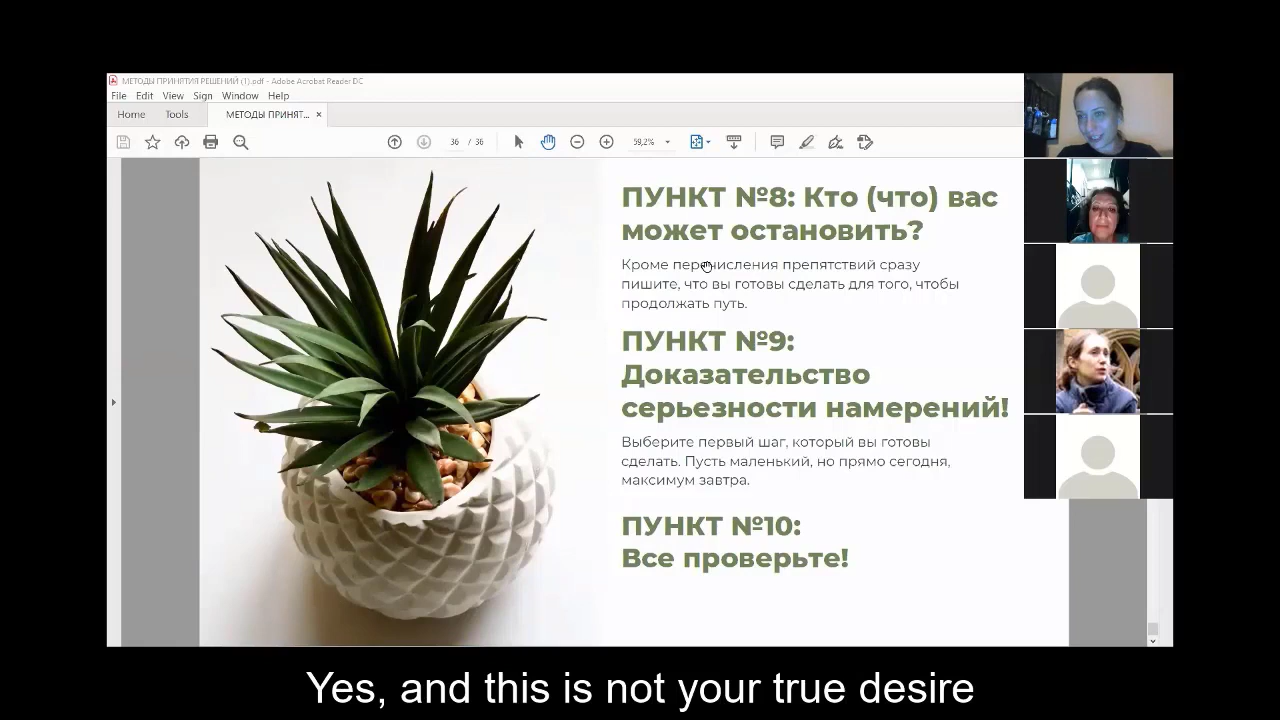 МЕТОДЫ ПРИНЯТИЯ РЕШЕНИЙ (1).pdf - Adobe Acrobat Reader DC
File Edit View Sign Window Help
Home Tools МЕТОДЫ ПРИНЯТ... ×
36 / 36 59,2%
ПУНКТ №8: Кто (что) вас
может остановить?
Кроме перечисления препятствий сразу
пишите, что вы готовы сделать для того, чтобы
продолжать путь.
ПУНКТ №9:
Доказательство
серьезности намерений!
Выберите первый шаг, который вы готовы
сделать. Пусть маленький, но прямо сегодня,
максимум завтра.
ПУНКТ №10:
Все проверьте!
Yes, and this is not your true desire